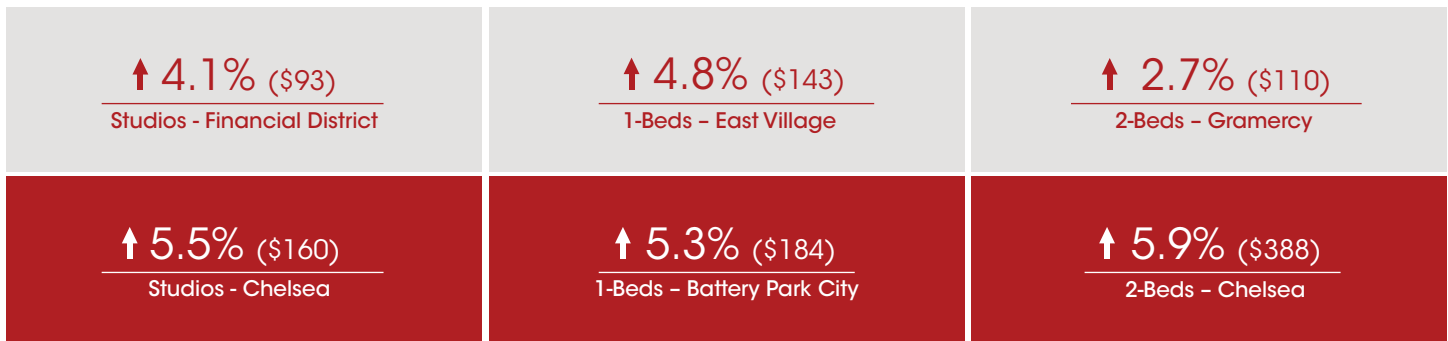 4.1% ($93)
Studios - Financial District
4.8% ($143)
1-Beds – East Village
2.7% ($110)
2-Beds – Gramercy
5.5% ($160)
Studios - Chelsea
5.3% ($184)
1-Beds – Battery Park City
5.9% ($388)
2-Beds – Chelsea